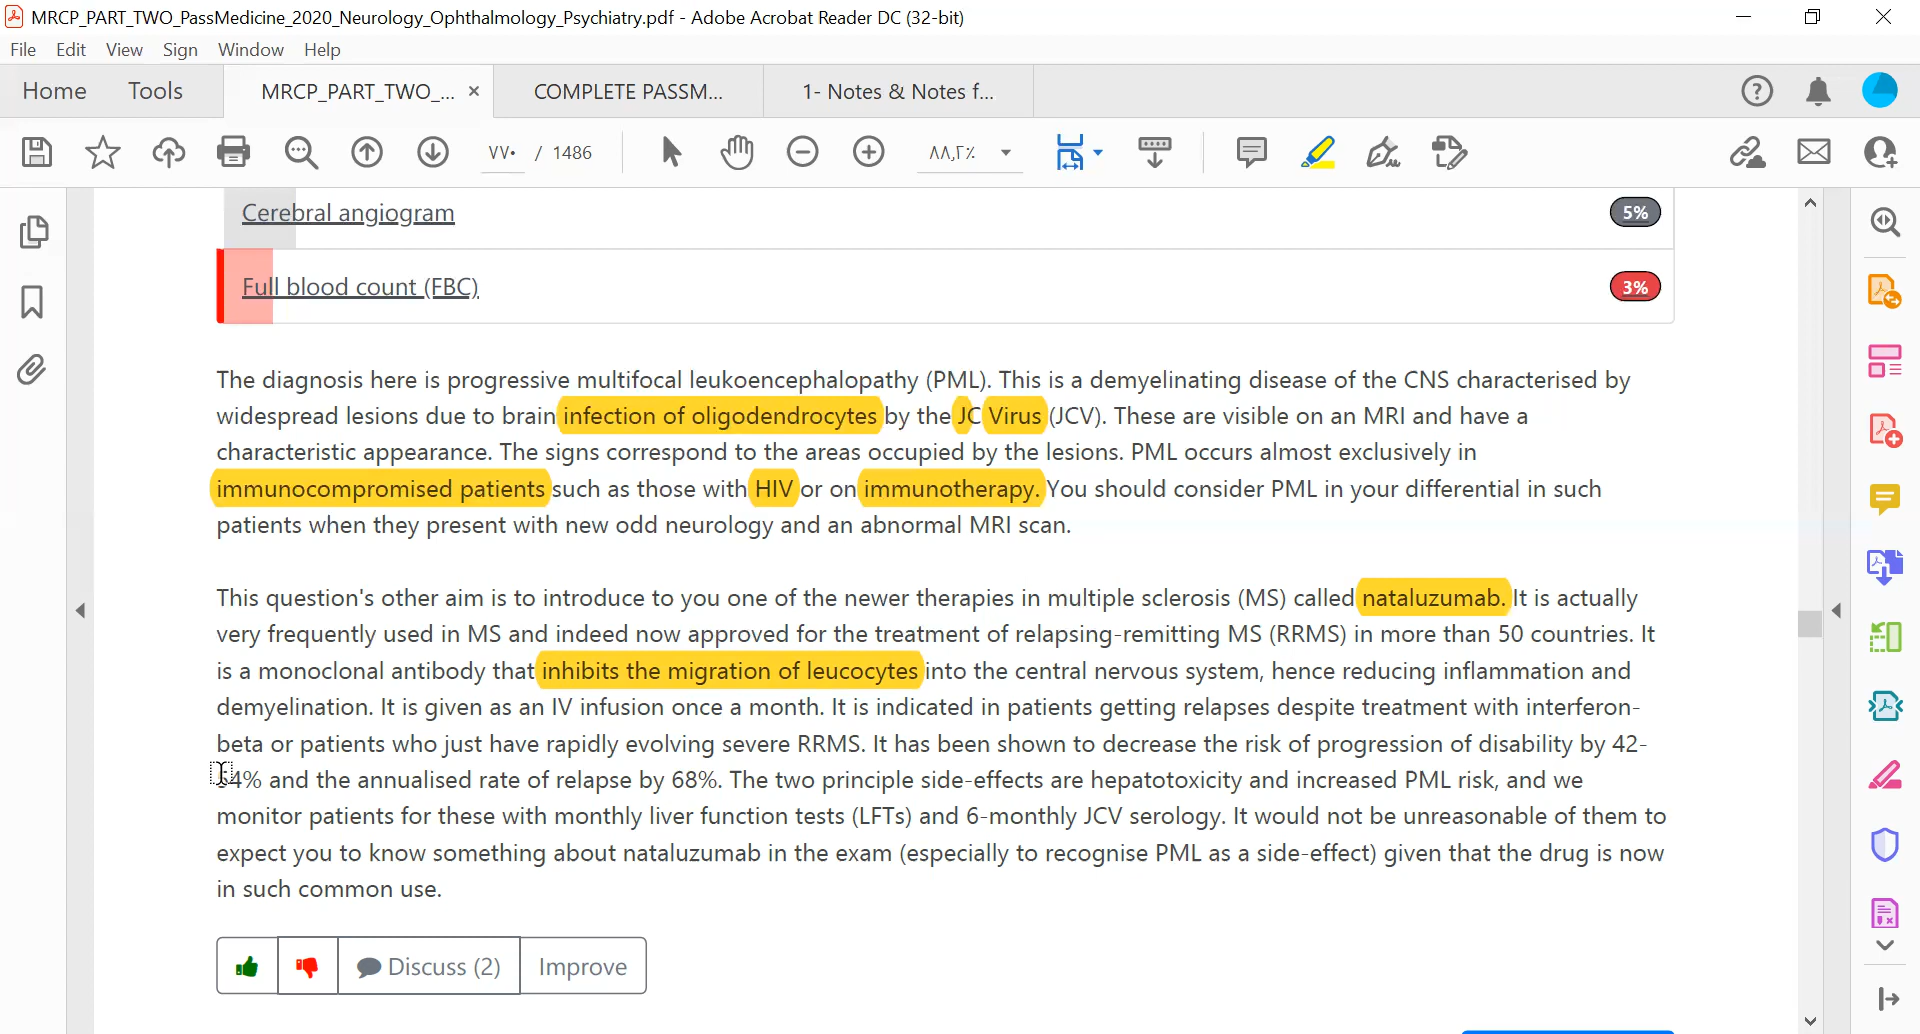 MRCP_PART_TWO_PassMedicine_2020_Neurology_Ophthalmology_Psychiatry.pdf - Adobe Acrobat Reader DC (32-bit)
File Edit View Sign Window Help
Home Tools MRCP_PART_TWO_... × COMPLETE PASSM... 1- Notes & Notes f...
٧٧٠ / 1486 ٨٨,٢٪
Cerebral angiogram 5%
Full blood count (FBC) 3%
The diagnosis here is progressive multifocal leukoencephalopathy (PML). This is a demyelinating disease of the CNS characterised by
widespread lesions due to brain infection of oligodendrocytes by the JC Virus (JCV). These are visible on an MRI and have a
characteristic appearance. The signs correspond to the areas occupied by the lesions. PML occurs almost exclusively in
immunocompromised patients such as those with HIV or on immunotherapy. You should consider PML in your differential in such
patients when they present with new odd neurology and an abnormal MRI scan.
This question's other aim is to introduce to you one of the newer therapies in multiple sclerosis (MS) called nataluzumab. It is actually
very frequently used in MS and indeed now approved for the treatment of relapsing-remitting MS (RRMS) in more than 50 countries. It
is a monoclonal antibody that inhibits the migration of leucocytes into the central nervous system, hence reducing inflammation and
demyelination. It is given as an IV infusion once a month. It is indicated in patients getting relapses despite treatment with interferon-
beta or patients who just have rapidly evolving severe RRMS. It has been shown to decrease the risk of progression of disability by 42-
54% and the annualised rate of relapse by 68%. The two principle side-effects are hepatotoxicity and increased PML risk, and we
monitor patients for these with monthly liver function tests (LFTs) and 6-monthly JCV serology. It would not be unreasonable of them to
expect you to know something about nataluzumab in the exam (especially to recognise PML as a side-effect) given that the drug is now
in such common use.
Discuss (2) Improve